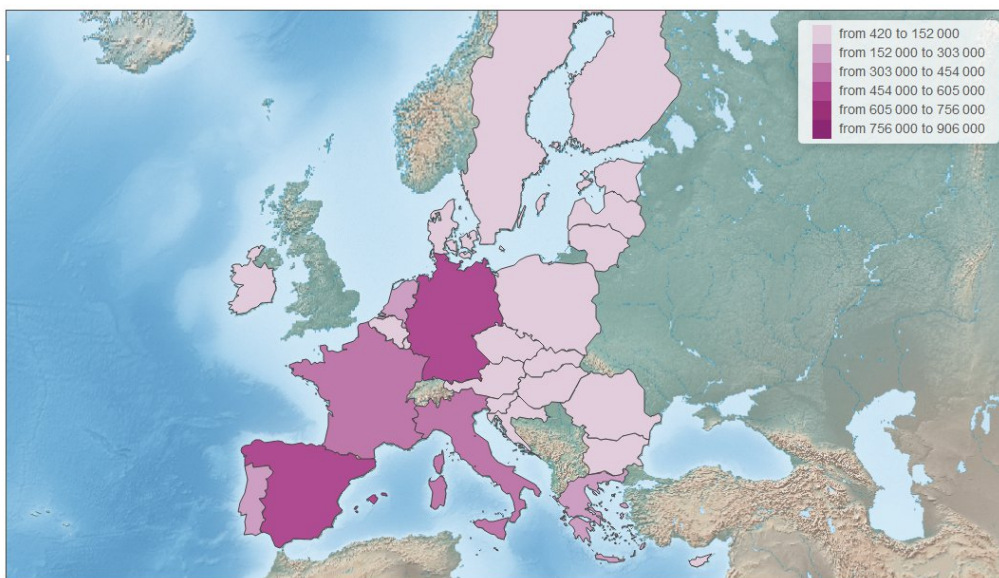 from 420 to 152 000
from 152 000 to 303 000
from 303 000 to 454 000
from 454 000 to 605 000
from 605 000 to 756 000
from 756 000 to 906 000